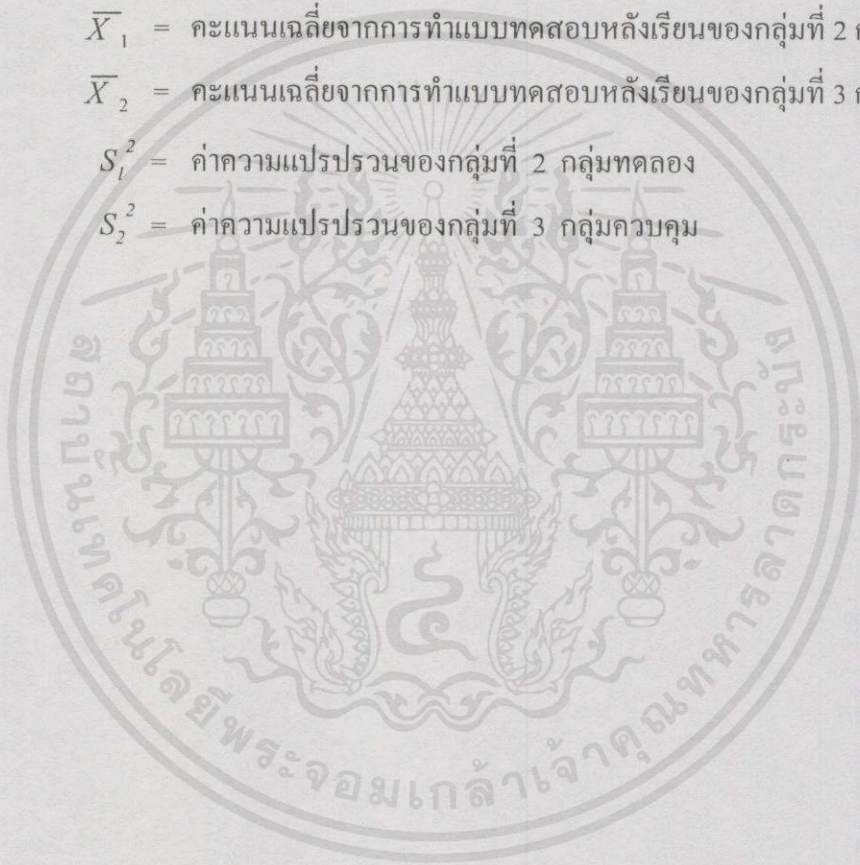 X̄₁ = คะแนนเฉลี่ยจากการทำแบบทดสอบหลังเรียนของกลุ่มที่ 2
X̄₂ = คะแนนเฉลี่ยจากการทำแบบทดสอบหลังเรียนของกลุ่มที่ 3
S₁² = ค่าความแปรปรวนของกลุ่มที่ 2 กลุ่มทดลอง
S₂² = ค่าความแปรปรวนของกลุ่มที่ 3 กลุ่มควบคุม
สถาบันเทคโนโลยีพระจอมเกล้าเจ้าคุณทหารลาดกระบัง